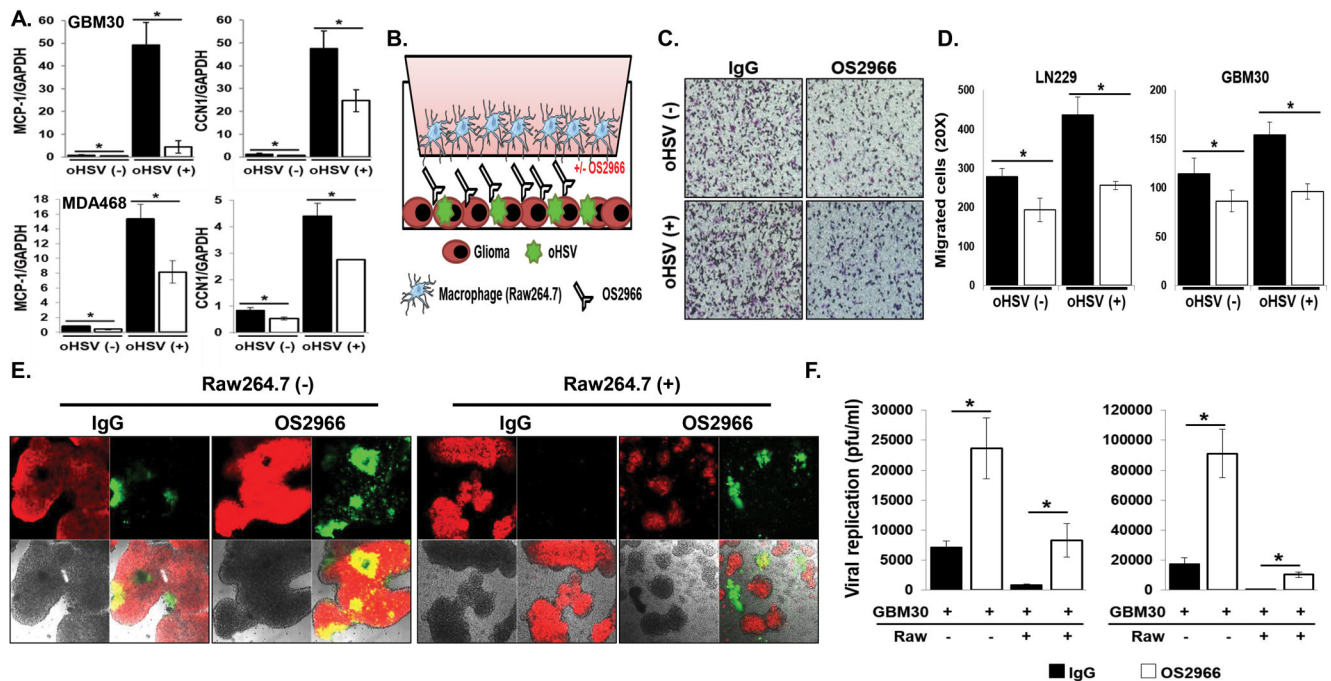 A.
GBM30
MCP-1/GAPDH
60
50
40
30
20
10
0
*
*
oHSV (-) oHSV (+)
CCN1/GAPDH
60
50
40
30
20
10
0
*
*
oHSV (-) oHSV (+)
MDA468
MCP-1/GAPDH
18
16
14
12
10
8
6
4
2
0
*
*
oHSV (-) oHSV (+)
CCN1/GAPDH
5
4
3
2
1
0
*
*
oHSV (-) oHSV (+)
B.
+/- OS2966
Glioma oHSV
Macrophage (Raw264.7) OS2966
C.
IgG OS2966
oHSV (-)
oHSV (+)
D.
LN229
Migrated cells (20X)
500
400
300
200
100
0
*
*
oHSV (-) oHSV (+)
GBM30
200
150
100
50
0
*
*
oHSV (-) oHSV (+)
E.
Raw264.7 (-) Raw264.7 (+)
IgG OS2966 IgG OS2966
F.
Viral replication (pfu/ml)
30000
25000
20000
15000
10000
5000
0
*
*
GBM30 + + + +
Raw - - + +
120000
100000
80000
60000
40000
20000
0
*
*
GBM30 + + + +
Raw - - + +
IgG OS2966